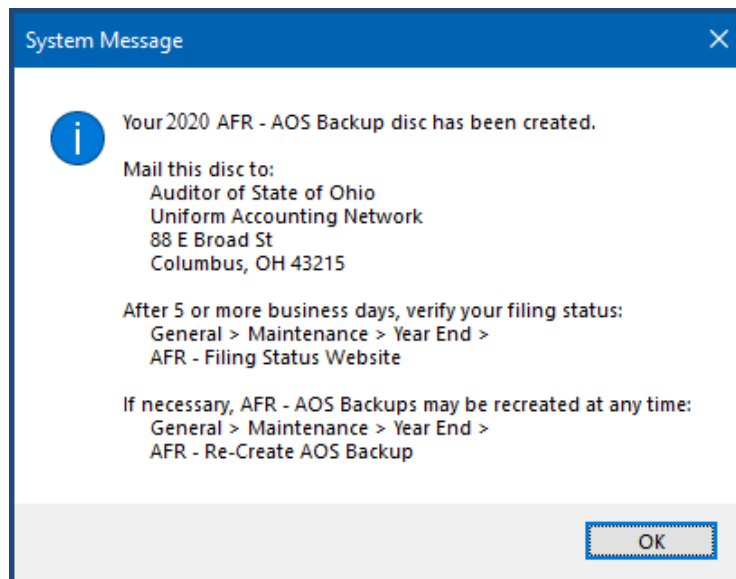 System Message
Your 2020 AFR - AOS Backup disc has been created.
Mail this disc to:
Auditor of State of Ohio
Uniform Accounting Network
88 E Broad St
Columbus, OH 43215
After 5 or more business days, verify your filing status:
General > Maintenance > Year End >
AFR - Filing Status Website
If necessary, AFR - AOS Backups may be recreated at any time:
General > Maintenance > Year End >
AFR - Re-Create AOS Backup
OK